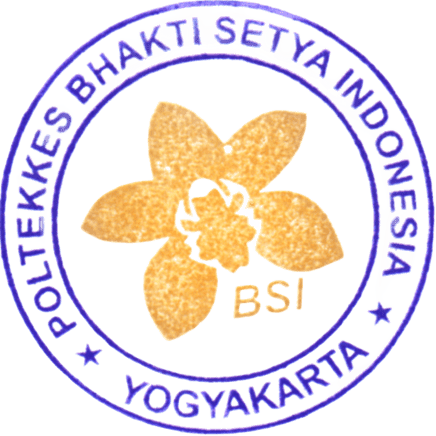 POLTEKKES BHAKTI SETYA INDONESIA
BSI
YOGYAKARTA